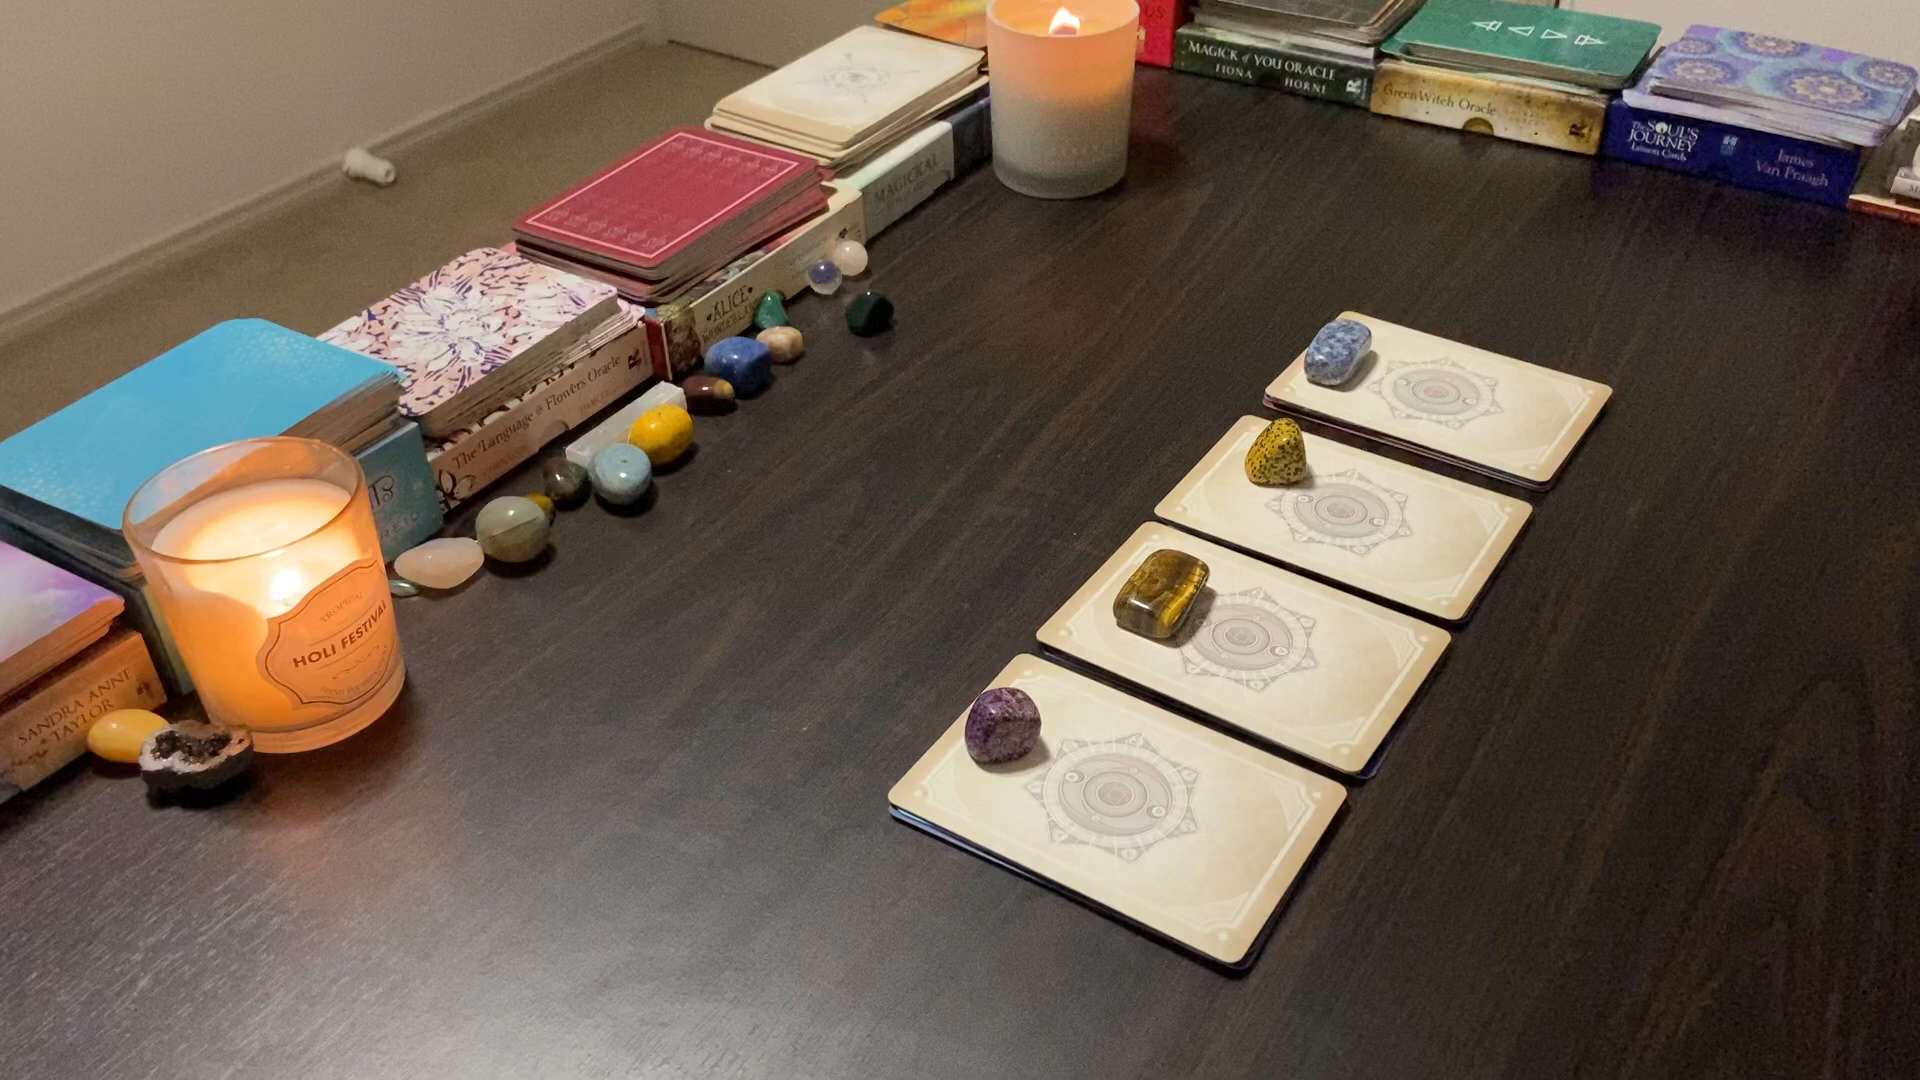 US
MAGICK of YOU ORACLE
FIONA HORNE
GreenWitch Oracle
The SOUL'S
JOURNEY
Lesson Cards
James
Van Praagh
MAGICKAL
ALICE
The Language of Flowers Oracle
TROPICAL
HOLI FESTIVAL
SANDRA ANNE
TAYLOR